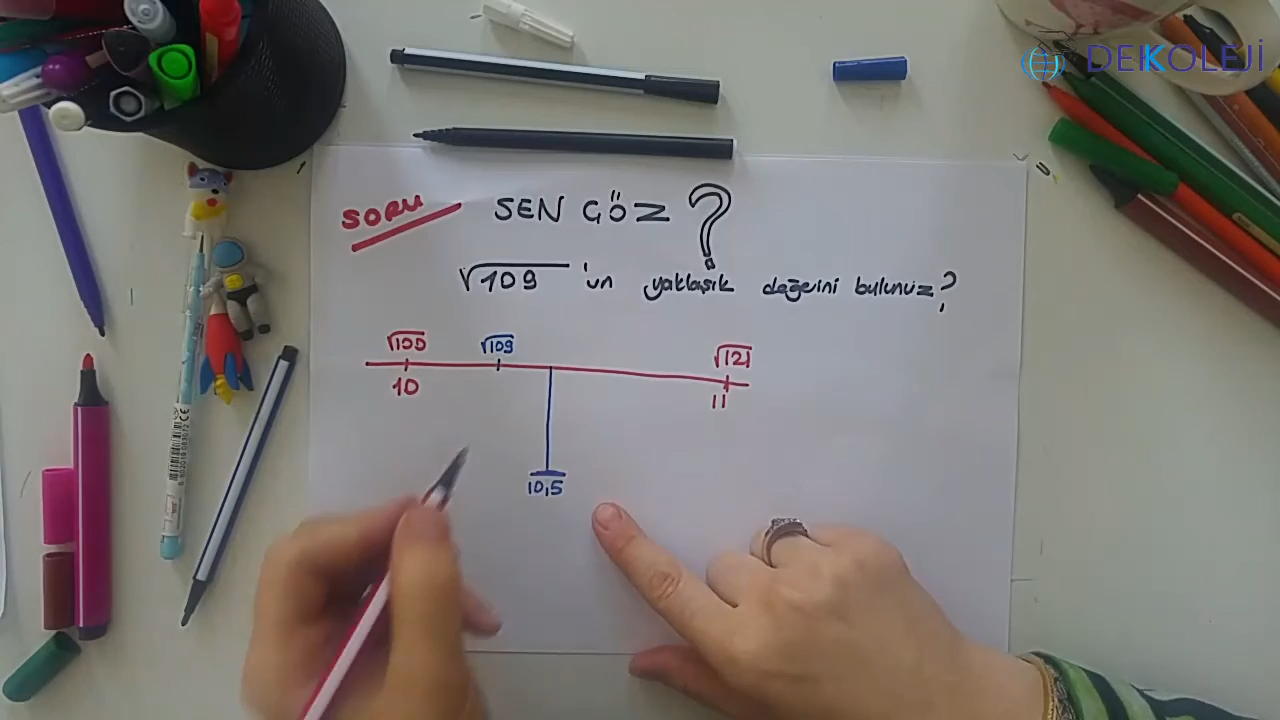 DEKOLEJİ
SORU SEN ÇÖZ ?
√109 'un yaklaşık değerini bulunuz?
√100 √109 √121
10 11
10,5